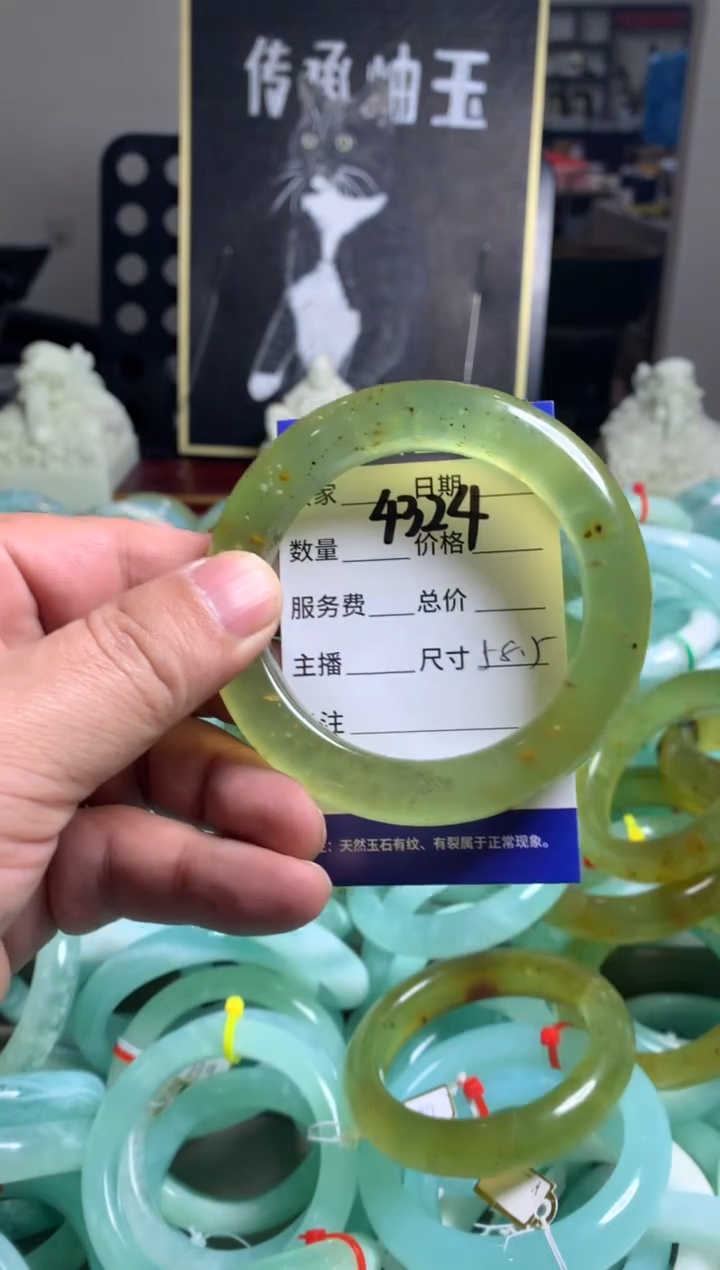 传承岫玉
家 日期
4324
数量 价格
服务费 总价
主播 尺寸 58.5
注
：天然玉石有纹、有裂属于正常现象。